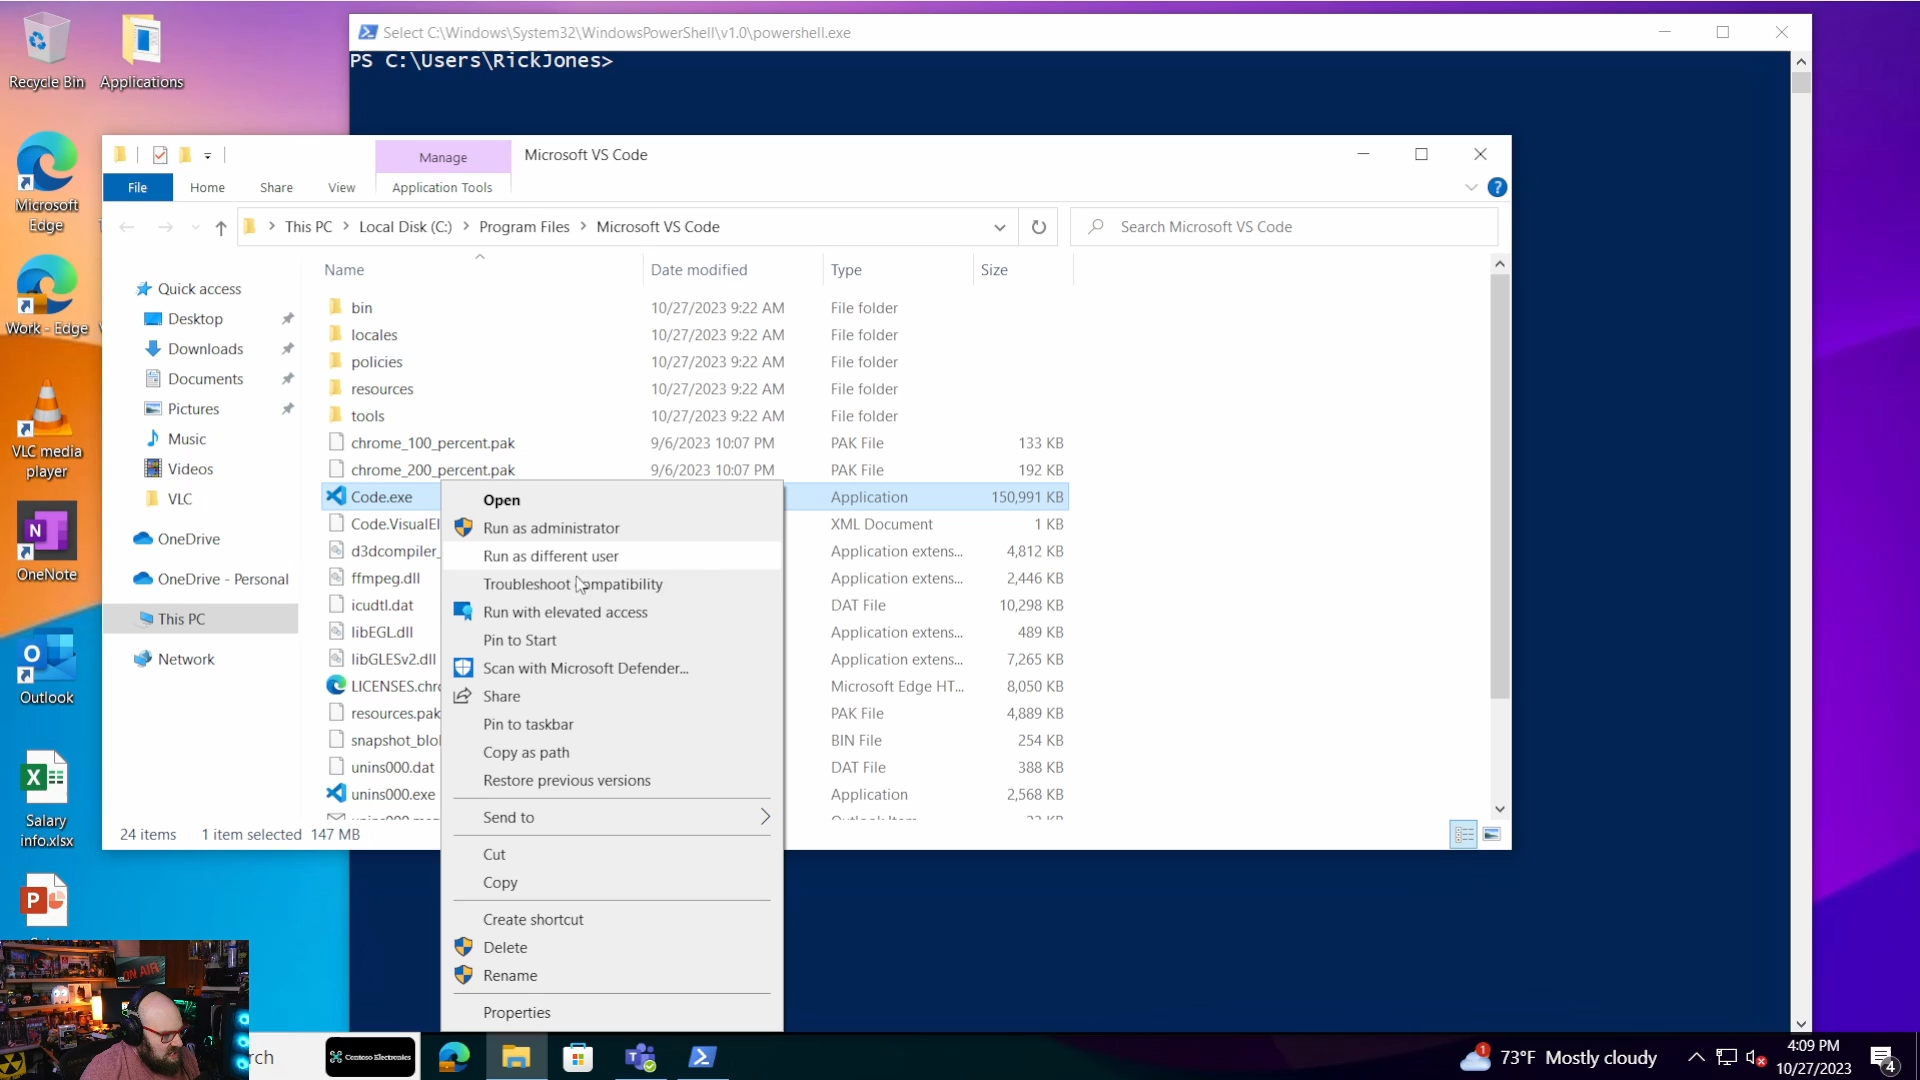 Recycle Bin
Applications
Microsoft
Edge
Work - Edge
VLC media
player
OneNote
Outlook
Salary
info.xlsx
Select C:\Windows\System32\WindowsPowerShell\v1.0\powershell.exe
PS C:\Users\RickJones>
Manage
Microsoft VS Code
File
Home
Share
View
Application Tools
This PC
Local Disk (C:)
Program Files
Microsoft VS Code
Search Microsoft VS Code
Name
Date modified
Type
Size
Quick access
Desktop
Downloads
Documents
Pictures
Music
Videos
VLC
OneDrive
OneDrive - Personal
This PC
Network
bin 10/27/2023 9:22 AM File folder
locales 10/27/2023 9:22 AM File folder
policies 10/27/2023 9:22 AM File folder
resources 10/27/2023 9:22 AM File folder
tools 10/27/2023 9:22 AM File folder
chrome_100_percent.pak 9/6/2023 10:07 PM PAK File 133 KB
chrome_200_percent.pak 9/6/2023 10:07 PM PAK File 192 KB
Code.exe Application 150,991 KB
Code.VisualEl XML Document 1 KB
d3dcompiler_ Application extens... 4,812 KB
ffmpeg.dll Application extens... 2,446 KB
icudtl.dat DAT File 10,298 KB
libEGL.dll Application extens... 489 KB
libGLESv2.dll Application extens... 7,265 KB
LICENSES.chro Microsoft Edge HT... 8,050 KB
resources.pak PAK File 4,889 KB
snapshot_blol BIN File 254 KB
unins000.dat DAT File 388 KB
unins000.exe Application 2,568 KB
24 items
1 item selected 147 MB
Open
Run as administrator
Run as different user
Troubleshoot compatibility
Run with elevated access
Pin to Start
Scan with Microsoft Defender...
Share
Pin to taskbar
Copy as path
Restore previous versions
Send to
Cut
Copy
Create shortcut
Delete
Rename
Properties
ON AIR
rch
Contoso Electronics
1
73°F Mostly cloudy
4:09 PM
10/27/2023
4